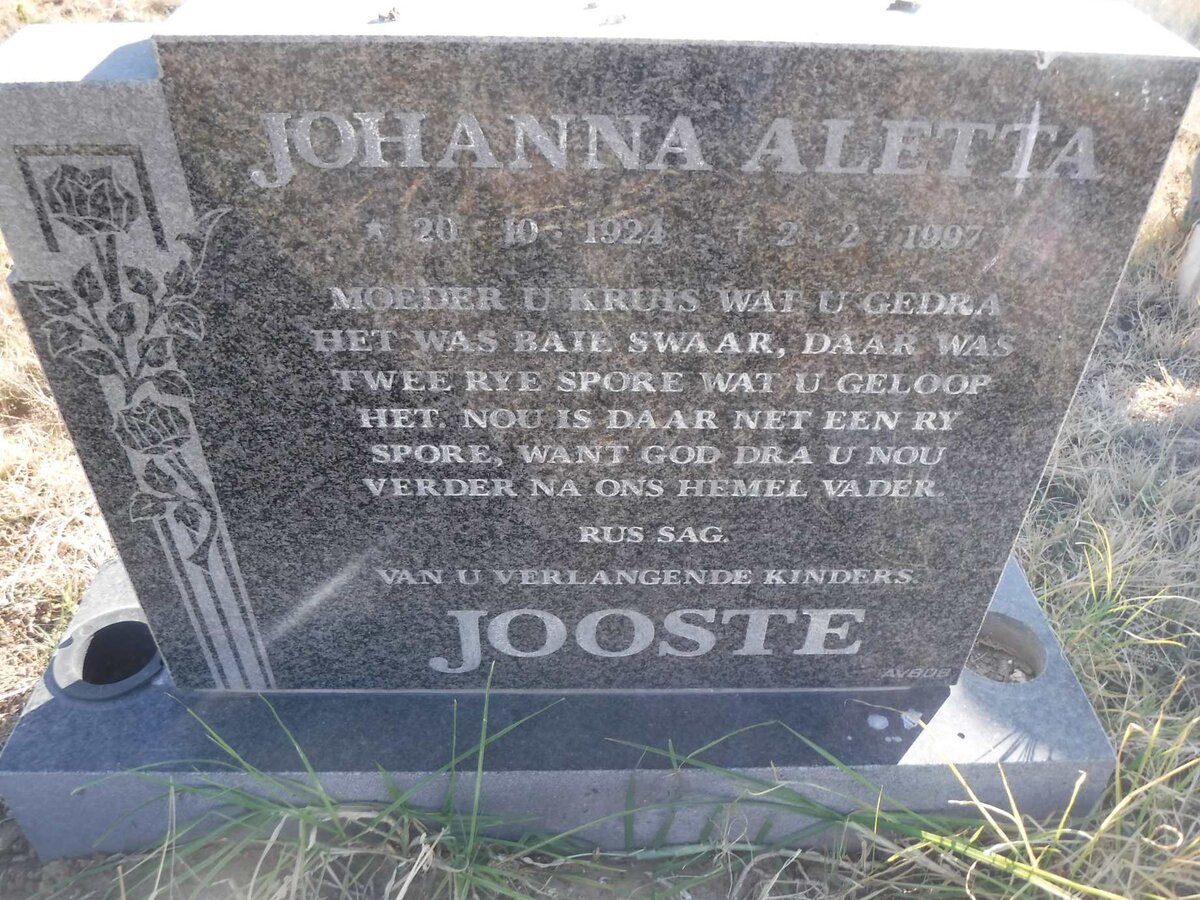 JOHANNA ALETTA
* 20 · 10 · 1924 - † 2 · 2 · 1997
MOEDER U KRUIS WAT U GEDRA
HET WAS BAIE SWAAR, DAAR WAS
TWEE RYE SPORE WAT U GELOOP
HET. NOU IS DAAR NET EEN RY
SPORE, WANT GOD DRA U NOU
VERDER NA ONS HEMEL VADER.
RUS SAG.
VAN U VERLANGENDE KINDERS.
JOOSTE
AVBOB